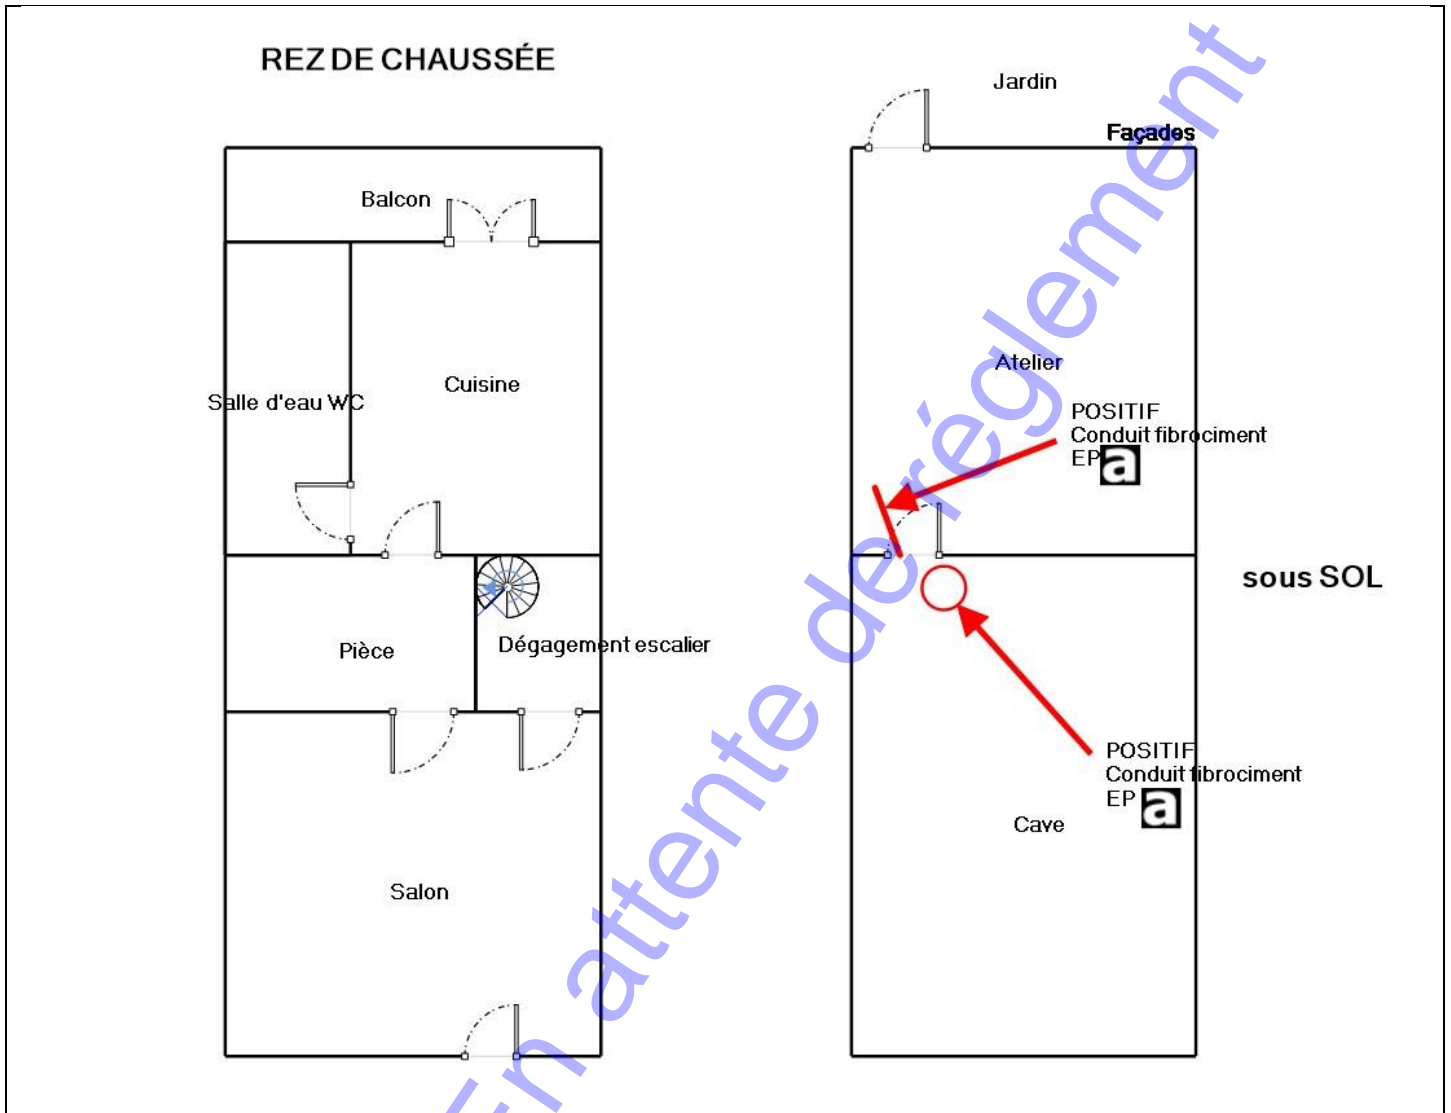 REZ DE CHAUSSÉE
Balcon
Salle d'eau WC
Cuisine
Pièce
Dégagement escalier
Salon
Jardin
Façades
Atelier
POSITIF
Conduit fibrociment
EP a
sous SOL
POSITIF
Conduit fibrociment
EP a
Cave
En attente de réglement